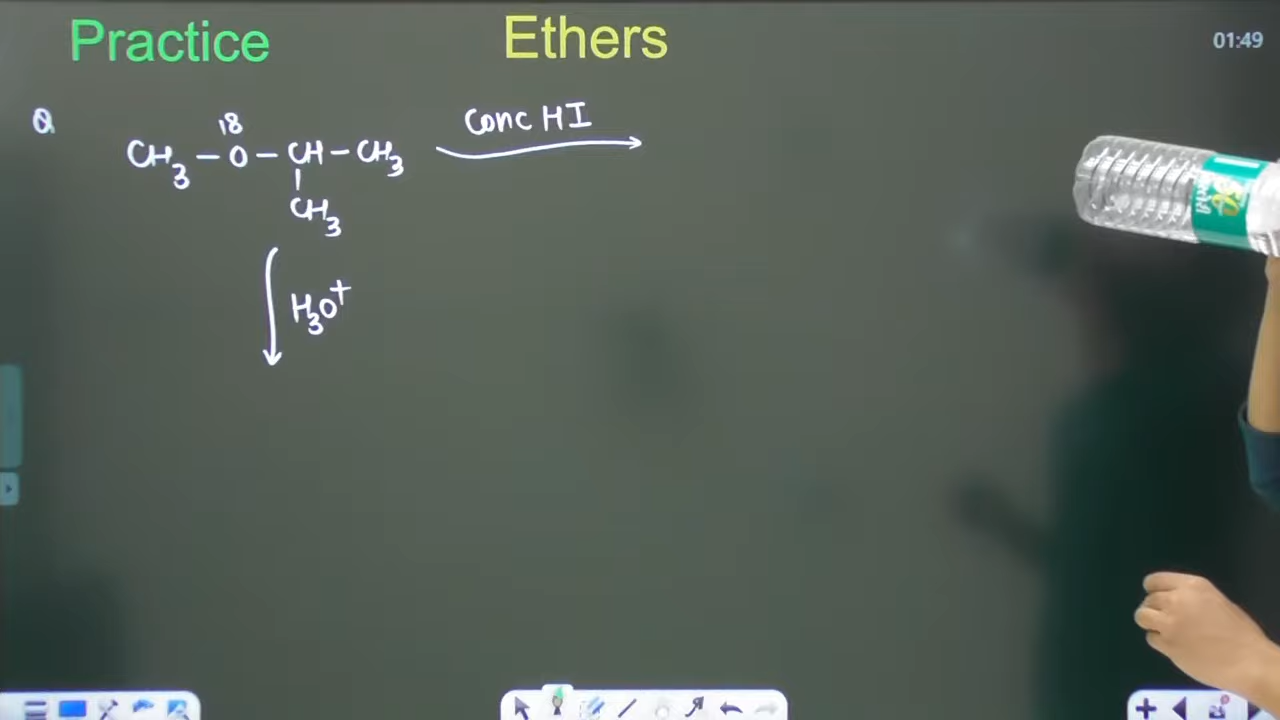 Practice
Ethers
01:49
Q
18
CH3 – O – CH – CH3
CH3
Conc HI
H3O+